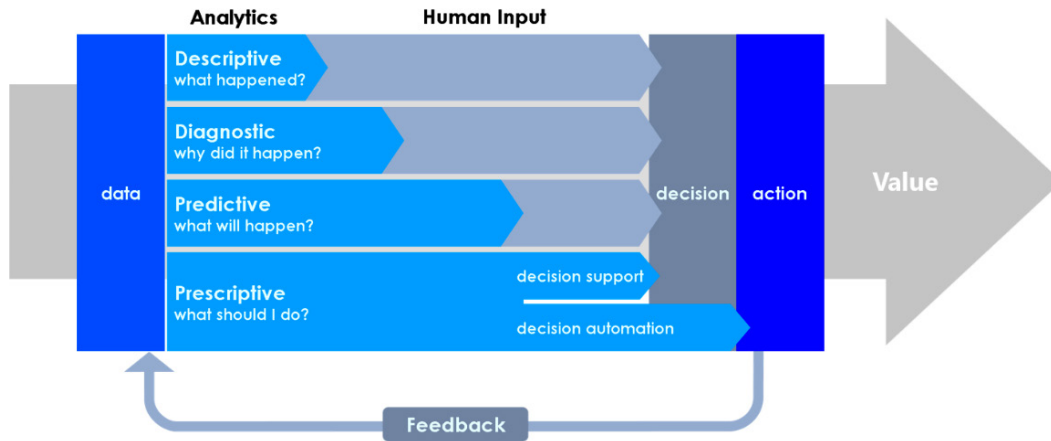 Analytics
Human Input
Descriptive
what happened?
Diagnostic
why did it happen?
data
Predictive
what will happen?
decision
action
Value
Prescriptive
what should I do?
decision support
decision automation
Feedback